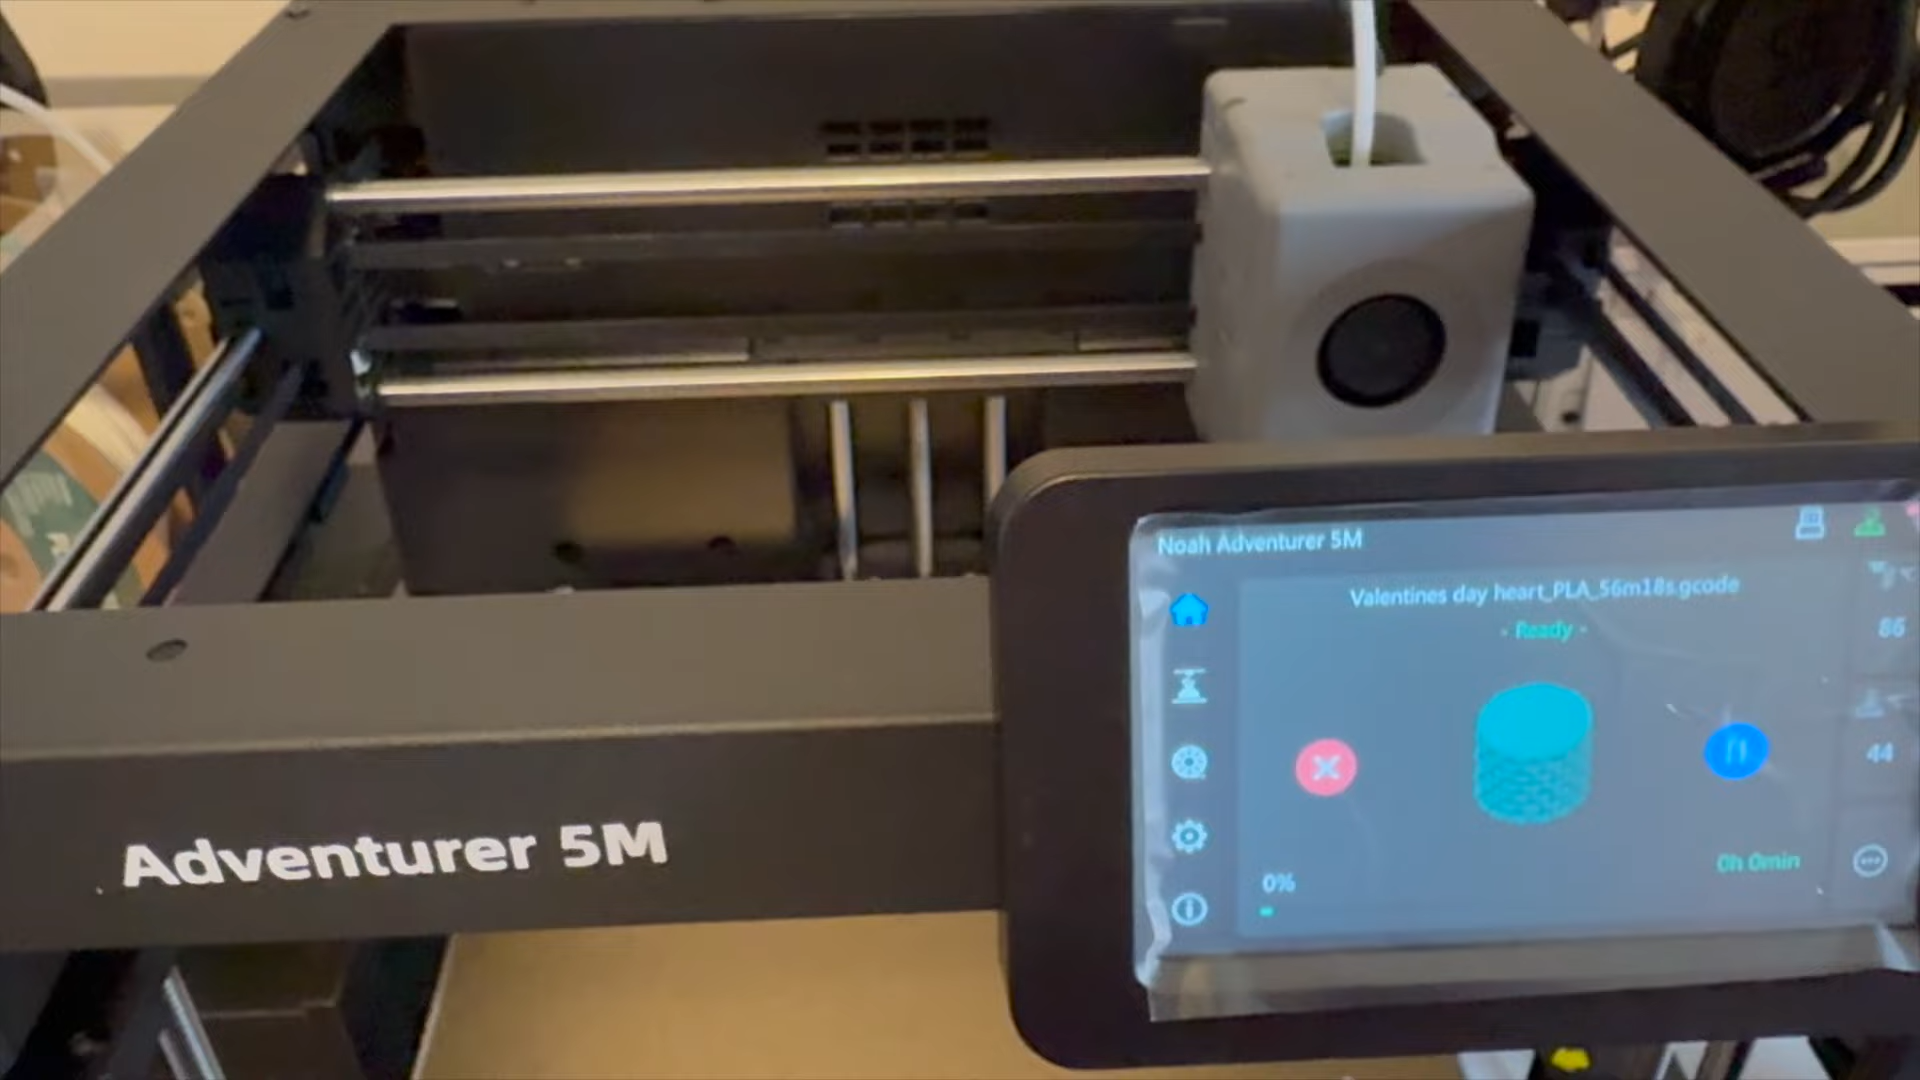 Noah Adventurer 5M
Valentines day heart_PLA_56m18s.gcode
- Ready -
86
44
0h 0min
0%
Adventurer 5M